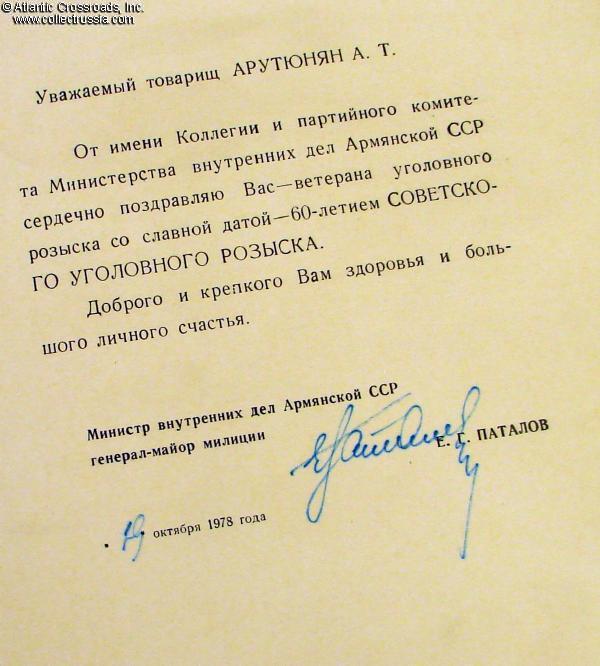 © Atlantic Crossroads, Inc.
www.collectrussia.com
Уважаемый товарищ АРУТЮНЯН А. Т.
От имени Коллегии и партийного комите-
та Министерства внутренних дел Армянской ССР
сердечно поздравляю Вас—ветерана уголовного
розыска со славной датой—60-летием СОВЕТСКО-
ГО УГОЛОВНОГО РОЗЫСКА.
Доброго и крепкого Вам здоровья и боль-
шого личного счастья.
Министр внутренних дел Армянской ССР
генерал-майор милиции
Е. Г. ПАТАЛОВ
октября 1978 года